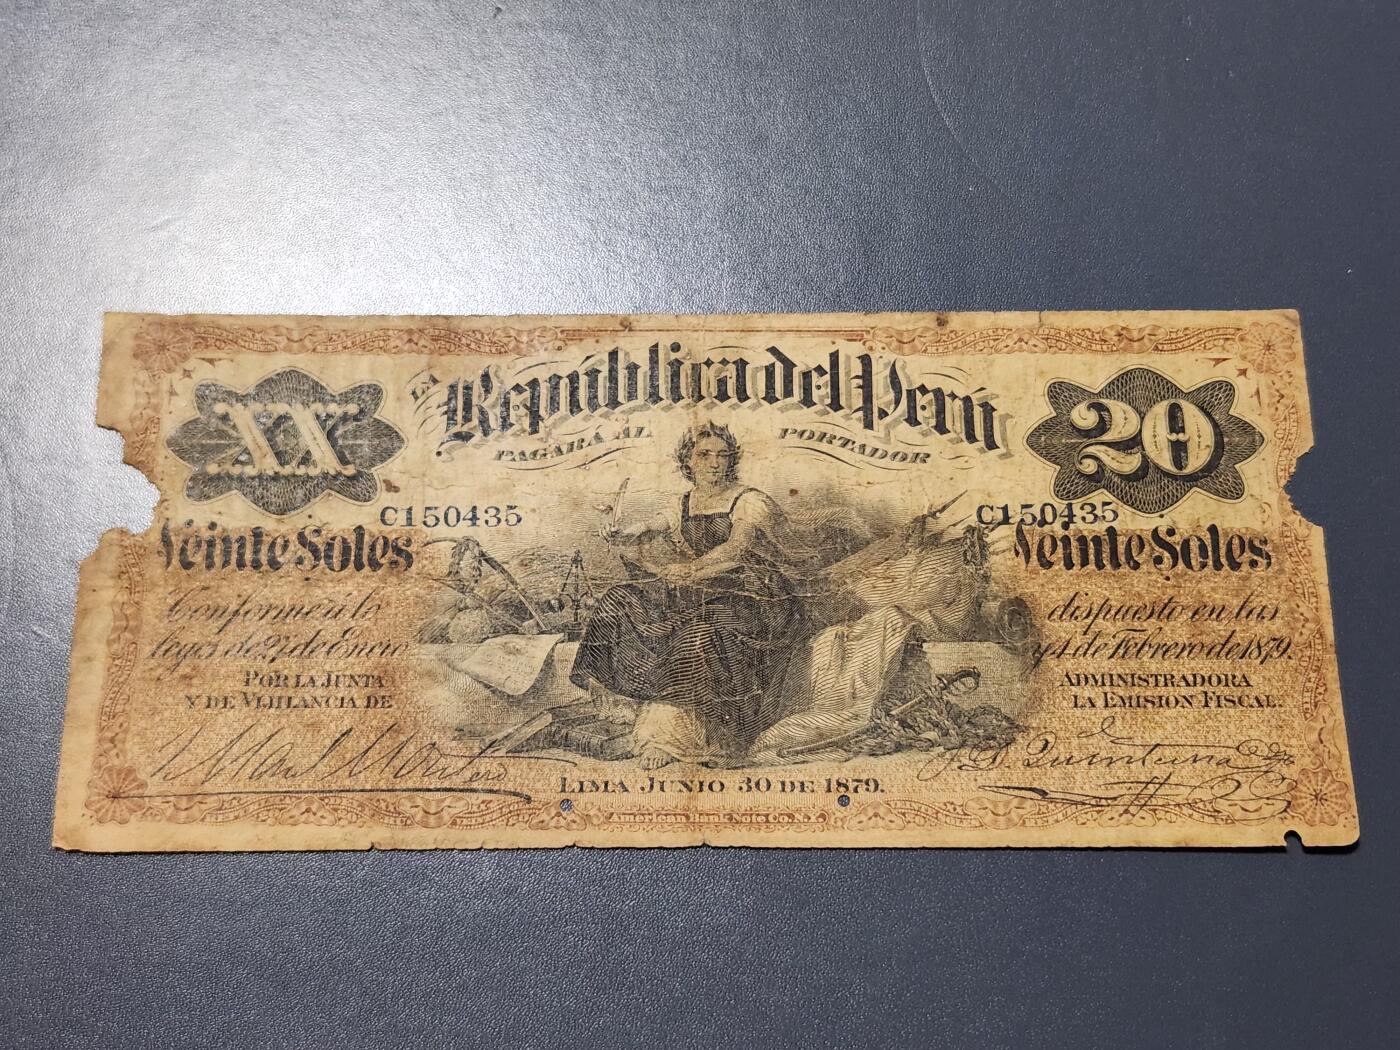 La República del Perú
PAGARÁ AL PORTADOR
XX
20
C150435
C150435
Veinte Soles
Veinte Soles
Conforme á lo dispuesto en las
leyes de 27 de Enero y 4 de Febrero de 1879.
POR LA JUNTA ADMINISTRADORA
Y DE VIJILANCIA DE LA EMISION FISCAL.
LIMA JUNIO 30 DE 1879.
American Bank Note Co. N.Y.